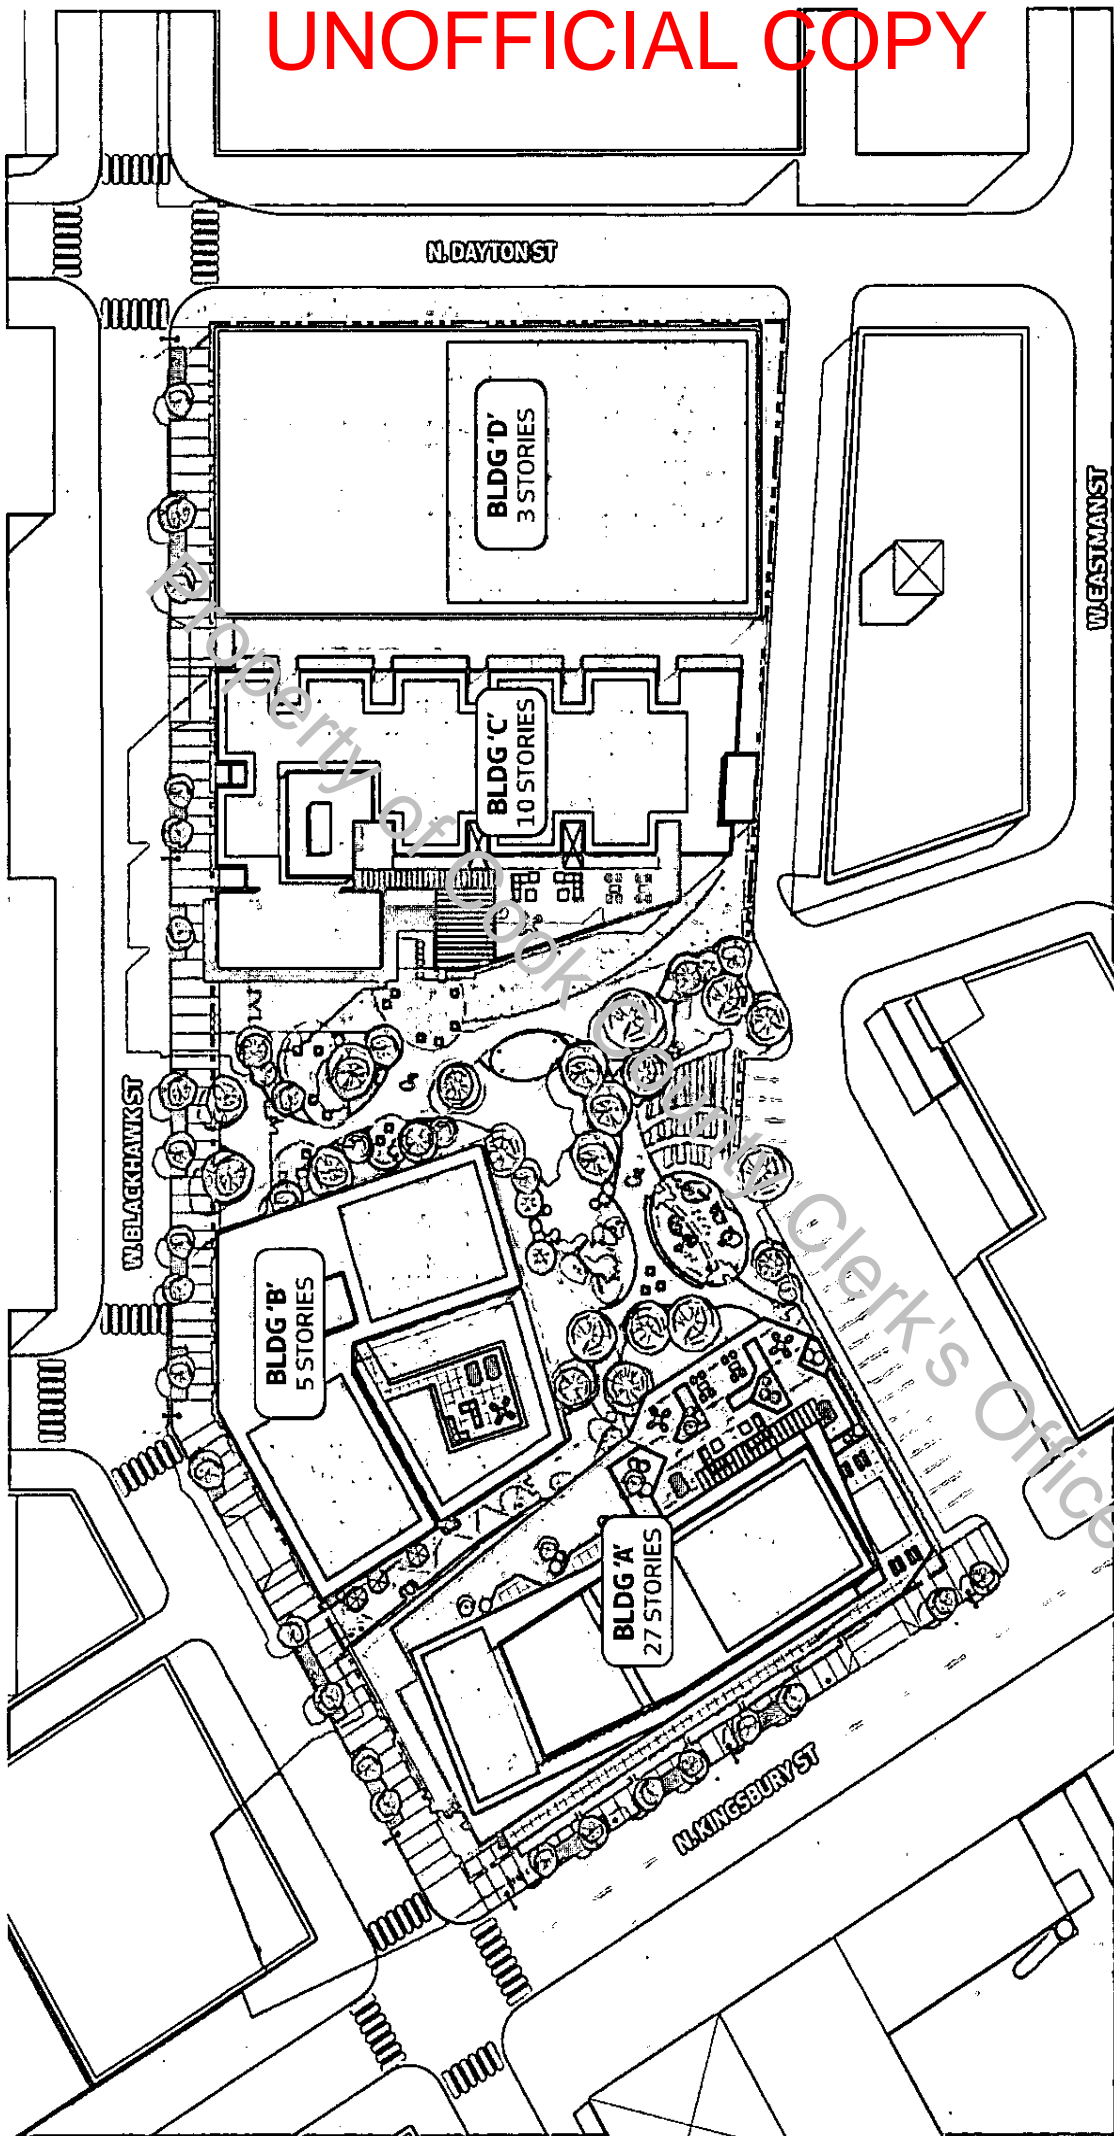 UNOFFICIAL COPY
N. DAYTON ST
BLDG 'D'
3 STORIES
W. EASTMAN ST
BLDG 'C'
10 STORIES
Property of Cook County Clerk's Office
W. BLACKHAWK ST
BLDG 'B'
5 STORIES
BLDG 'A'
27 STORIES
N. KINGSBURY ST